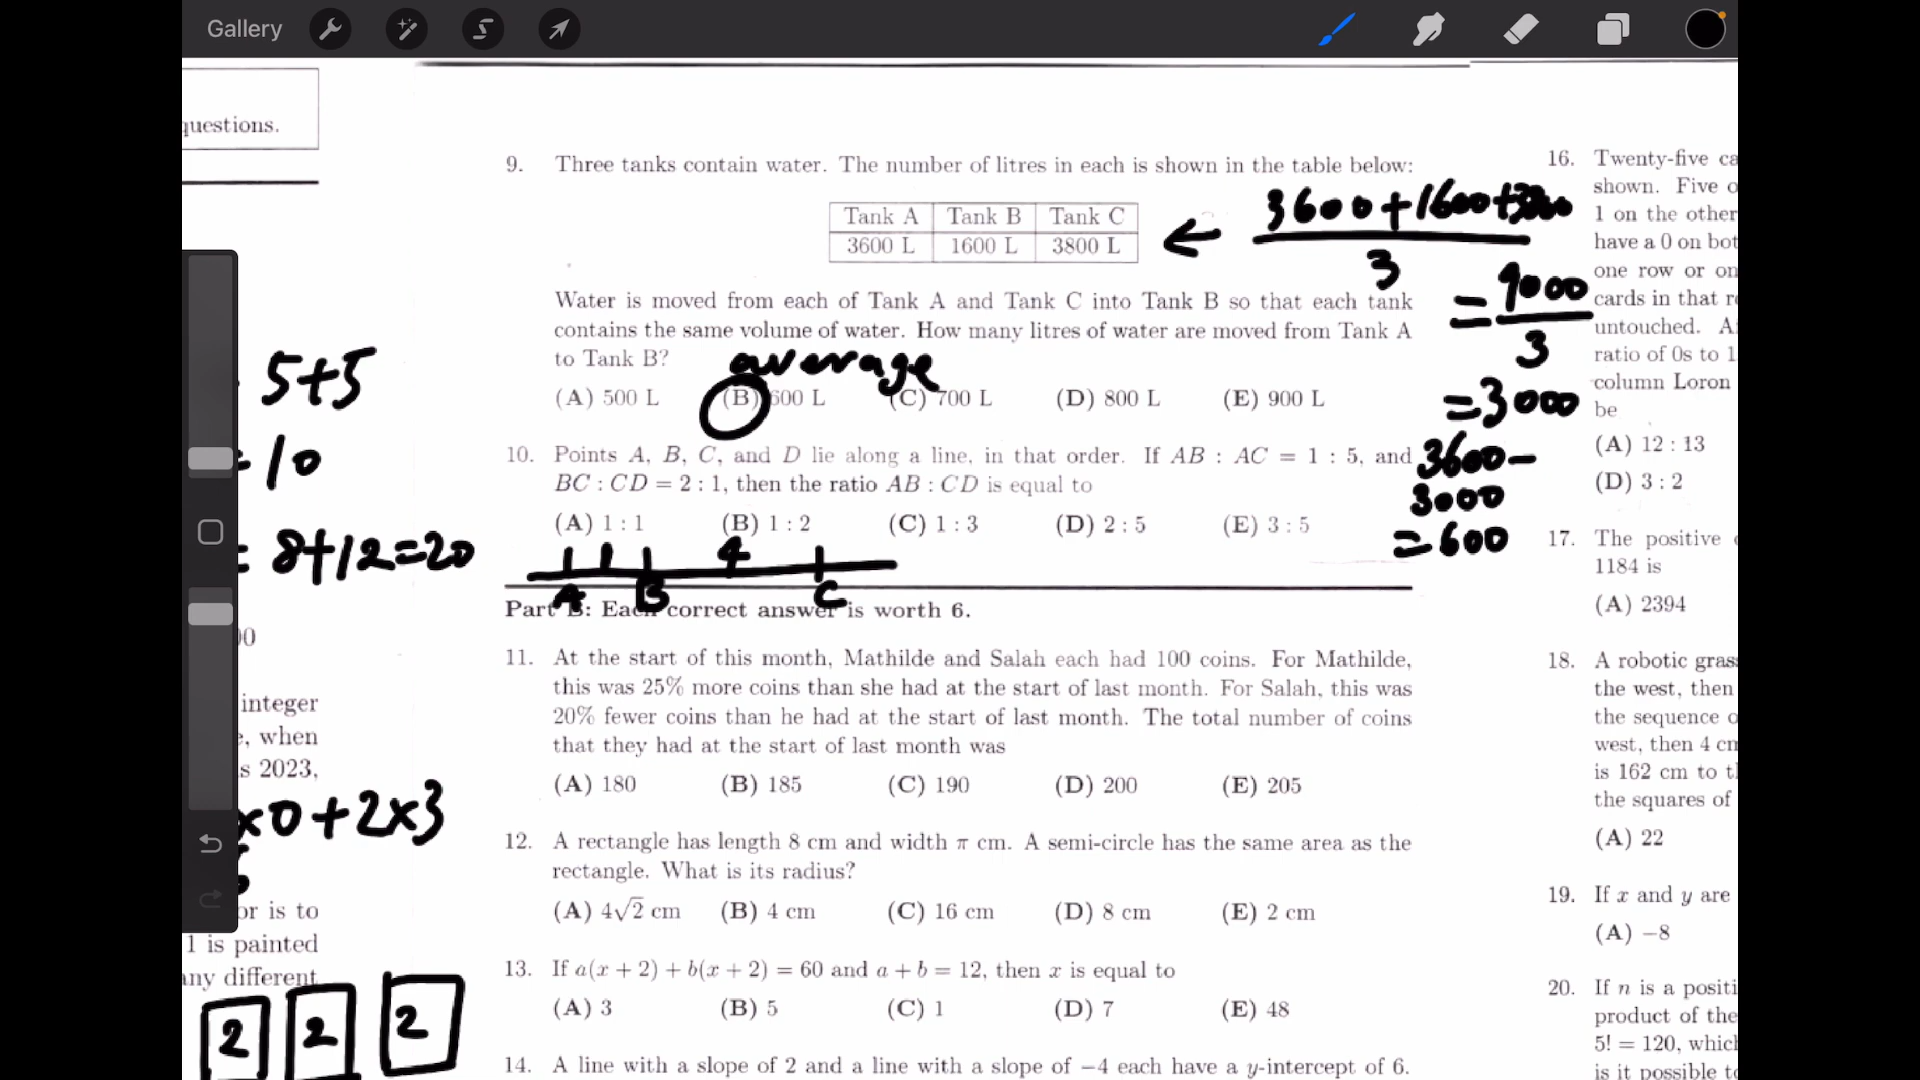 Gallery
questions.
5+5
=10
= 8+12=20
00
integer
e, when
s 2023,
x0+2x3
or is to
1 is painted
any different
2 2 2
9. Three tanks contain water. The number of litres in each is shown in the table below:
Tank A Tank B Tank C
3600 L 1600 L 3800 L
←
3600+1600+3800
3
= 9000
3
=3000
3600-
3000
=600
Water is moved from each of Tank A and Tank C into Tank B so that each tank
contains the same volume of water. How many litres of water are moved from Tank A
to Tank B?
average
(A) 500 L (B) 600 L (C) 700 L (D) 800 L (E) 900 L
10. Points A, B, C, and D lie along a line, in that order. If AB : AC = 1 : 5, and
BC : CD = 2 : 1, then the ratio AB : CD is equal to
(A) 1 : 1 (B) 1 : 2 (C) 1 : 3 (D) 2 : 5 (E) 3 : 5
1 4
A B C
Part B: Each correct answer is worth 6.
11. At the start of this month, Mathilde and Salah each had 100 coins. For Mathilde,
this was 25% more coins than she had at the start of last month. For Salah, this was
20% fewer coins than he had at the start of last month. The total number of coins
that they had at the start of last month was
(A) 180 (B) 185 (C) 190 (D) 200 (E) 205
12. A rectangle has length 8 cm and width π cm. A semi-circle has the same area as the
rectangle. What is its radius?
(A) 4√2 cm (B) 4 cm (C) 16 cm (D) 8 cm (E) 2 cm
13. If a(x + 2) + b(x + 2) = 60 and a + b = 12, then x is equal to
(A) 3 (B) 5 (C) 1 (D) 7 (E) 48
14. A line with a slope of 2 and a line with a slope of −4 each have a y-intercept of 6.
16. Twenty-five ca
shown. Five o
1 on the other
have a 0 on bot
one row or on
cards in that r
untouched. A
ratio of 0s to 1
column Loron
be
(A) 12 : 13
(D) 3 : 2
17. The positive
1184 is
(A) 2394
18. A robotic gras
the west, then
the sequence o
west, then 4 cm
is 162 cm to t
the squares of
(A) 22
19. If x and y are
(A) −8
20. If n is a positi
product of the
5! = 120, which
is it possible to